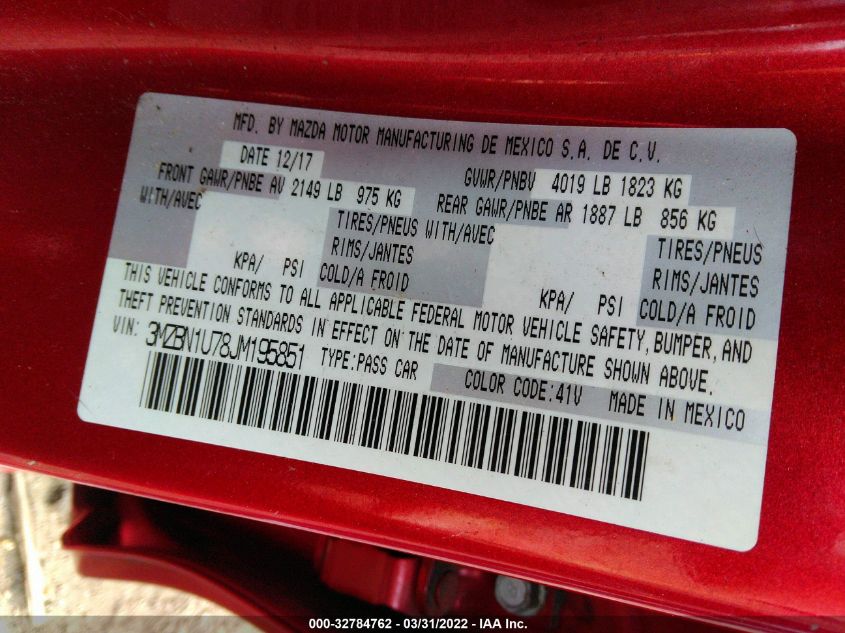 MFD. BY MAZDA MOTOR MANUFACTURING DE MEXICO S.A. DE C.V.
DATE 12/17 GVWR/PNBV 4019 LB 1823 KG
FRONT GAWR/PNBE AV 2149 LB 975 KG REAR GAWR/PNBE AR 1887 LB 856 KG
WITH/AVEC TIRES/PNEUS WITH/AVEC TIRES/PNEUS
RIMS/JANTES RIMS/JANTES
KPA/ PSI COLD/A FROID KPA/ PSI COLD/A FROID
THIS VEHICLE CONFORMS TO ALL APPLICABLE FEDERAL MOTOR VEHICLE SAFETY, BUMPER, AND
THEFT PREVENTION STANDARDS IN EFFECT ON THE DATE OF MANUFACTURE SHOWN ABOVE.
VIN: 3MZBN1U78JM195851 TYPE:PASS CAR COLOR CODE:41V MADE IN MEXICO
000-32784762 - 03/31/2022 - IAA Inc.